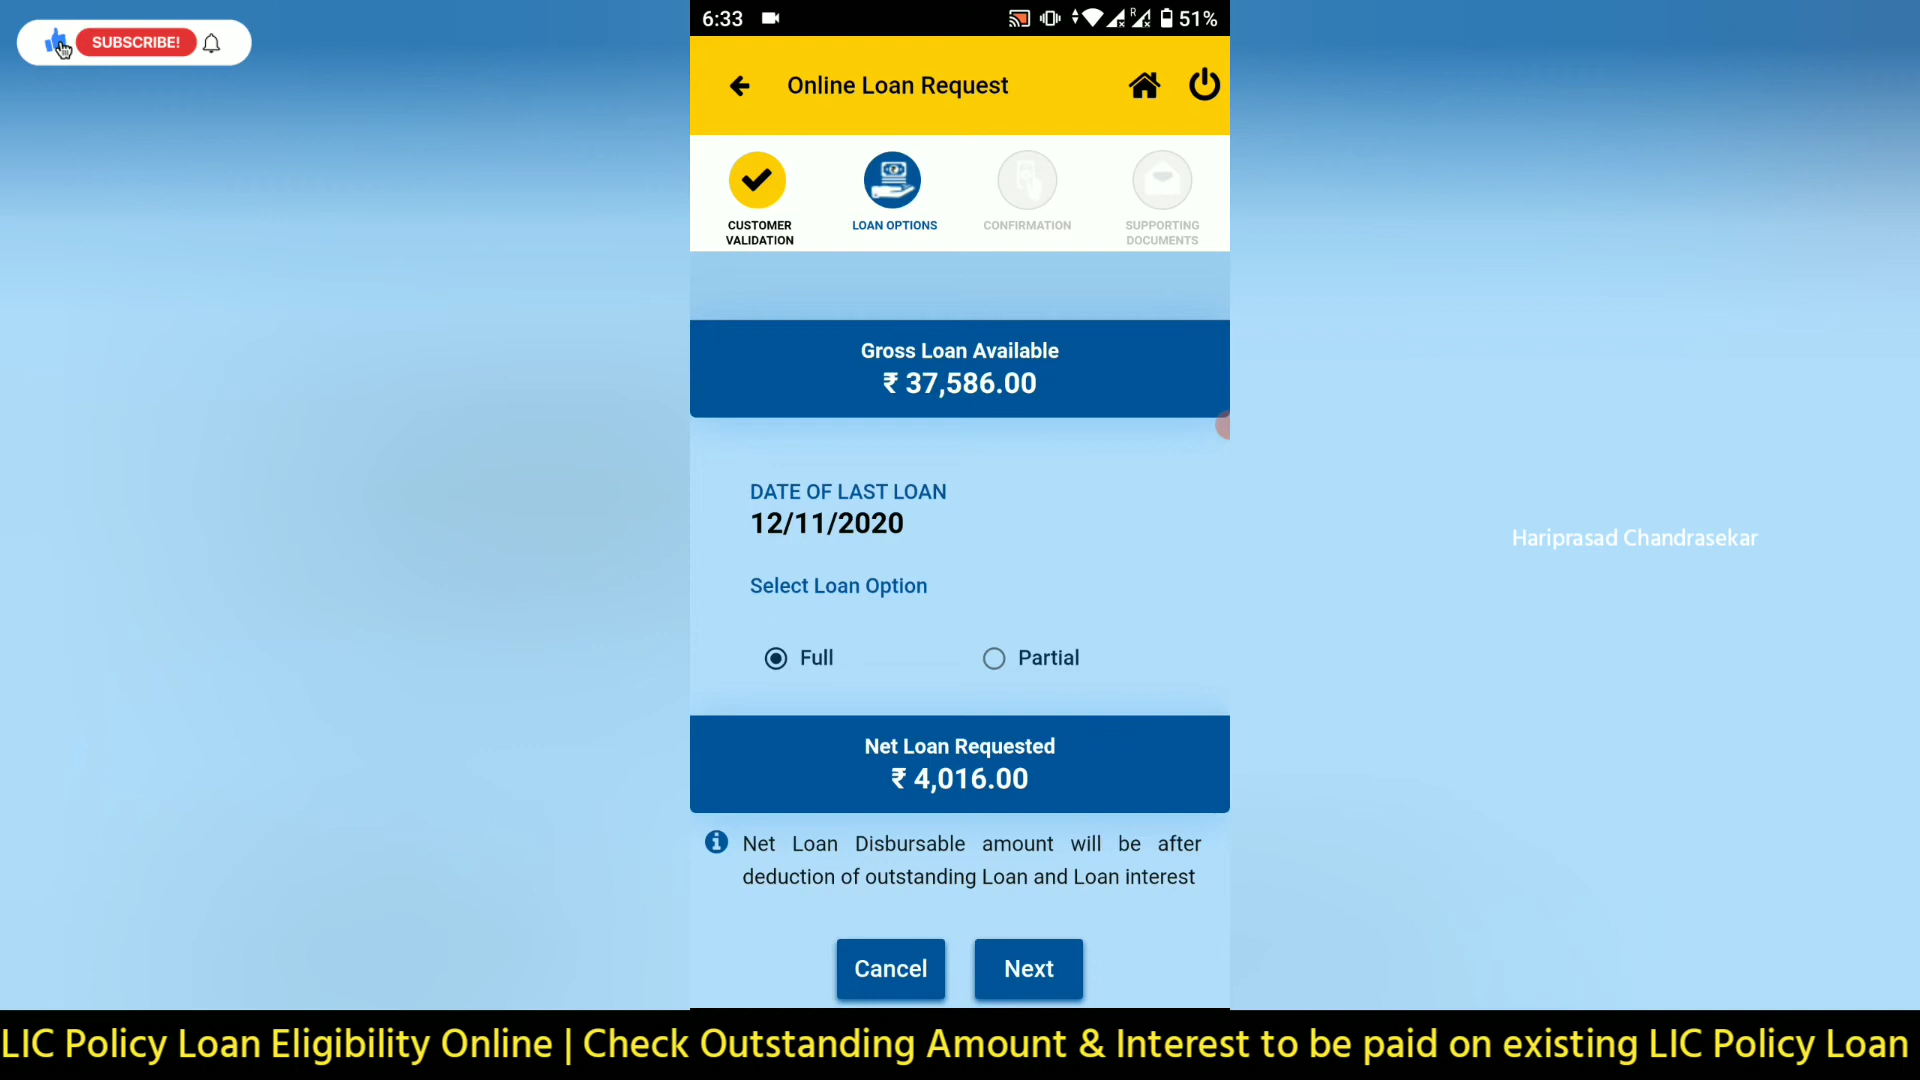 SUBSCRIBE!
6:33
R
51%
Online Loan Request
CUSTOMER
VALIDATION
LOAN OPTIONS
CONFIRMATION
SUPPORTING
DOCUMENTS
Gross Loan Available
₹ 37,586.00
DATE OF LAST LOAN
12/11/2020
Hariprasad Chandrasekar
Select Loan Option
Full Partial
Net Loan Requested
₹ 4,016.00
Net Loan Disbursable amount will be after
deduction of outstanding Loan and Loan interest
Cancel Next
LIC Policy Loan Eligibility Online | Check Outstanding Amount & Interest to be paid on existing LIC Policy Loan